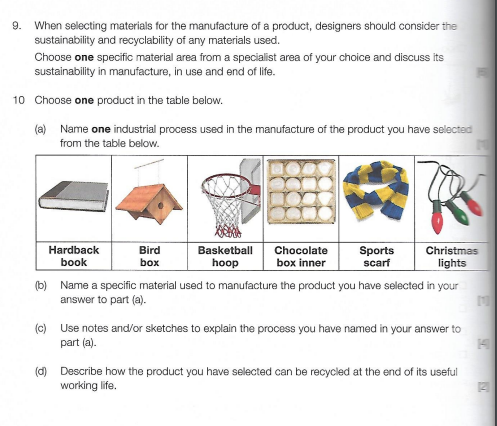 9. When selecting materials for the manufacture of a product, designers should consider the
sustainability and recyclability of any materials used.
Choose one specific material area from a specialist area of your choice and discuss its
sustainability in manufacture, in use and end of life.
10 Choose one product in the table below.
(a) Name one industrial process used in the manufacture of the product you have selected
from the table below.
Hardback book
Bird box
Basketball hoop
Chocolate box inner
Sports scarf
Christmas lights
(b) Name a specific material used to manufacture the product you have selected in your
answer to part (a). [1]
(c) Use notes and/or sketches to explain the process you have named in your answer to
part (a). [4]
(d) Describe how the product you have selected can be recycled at the end of its useful
working life. [2]